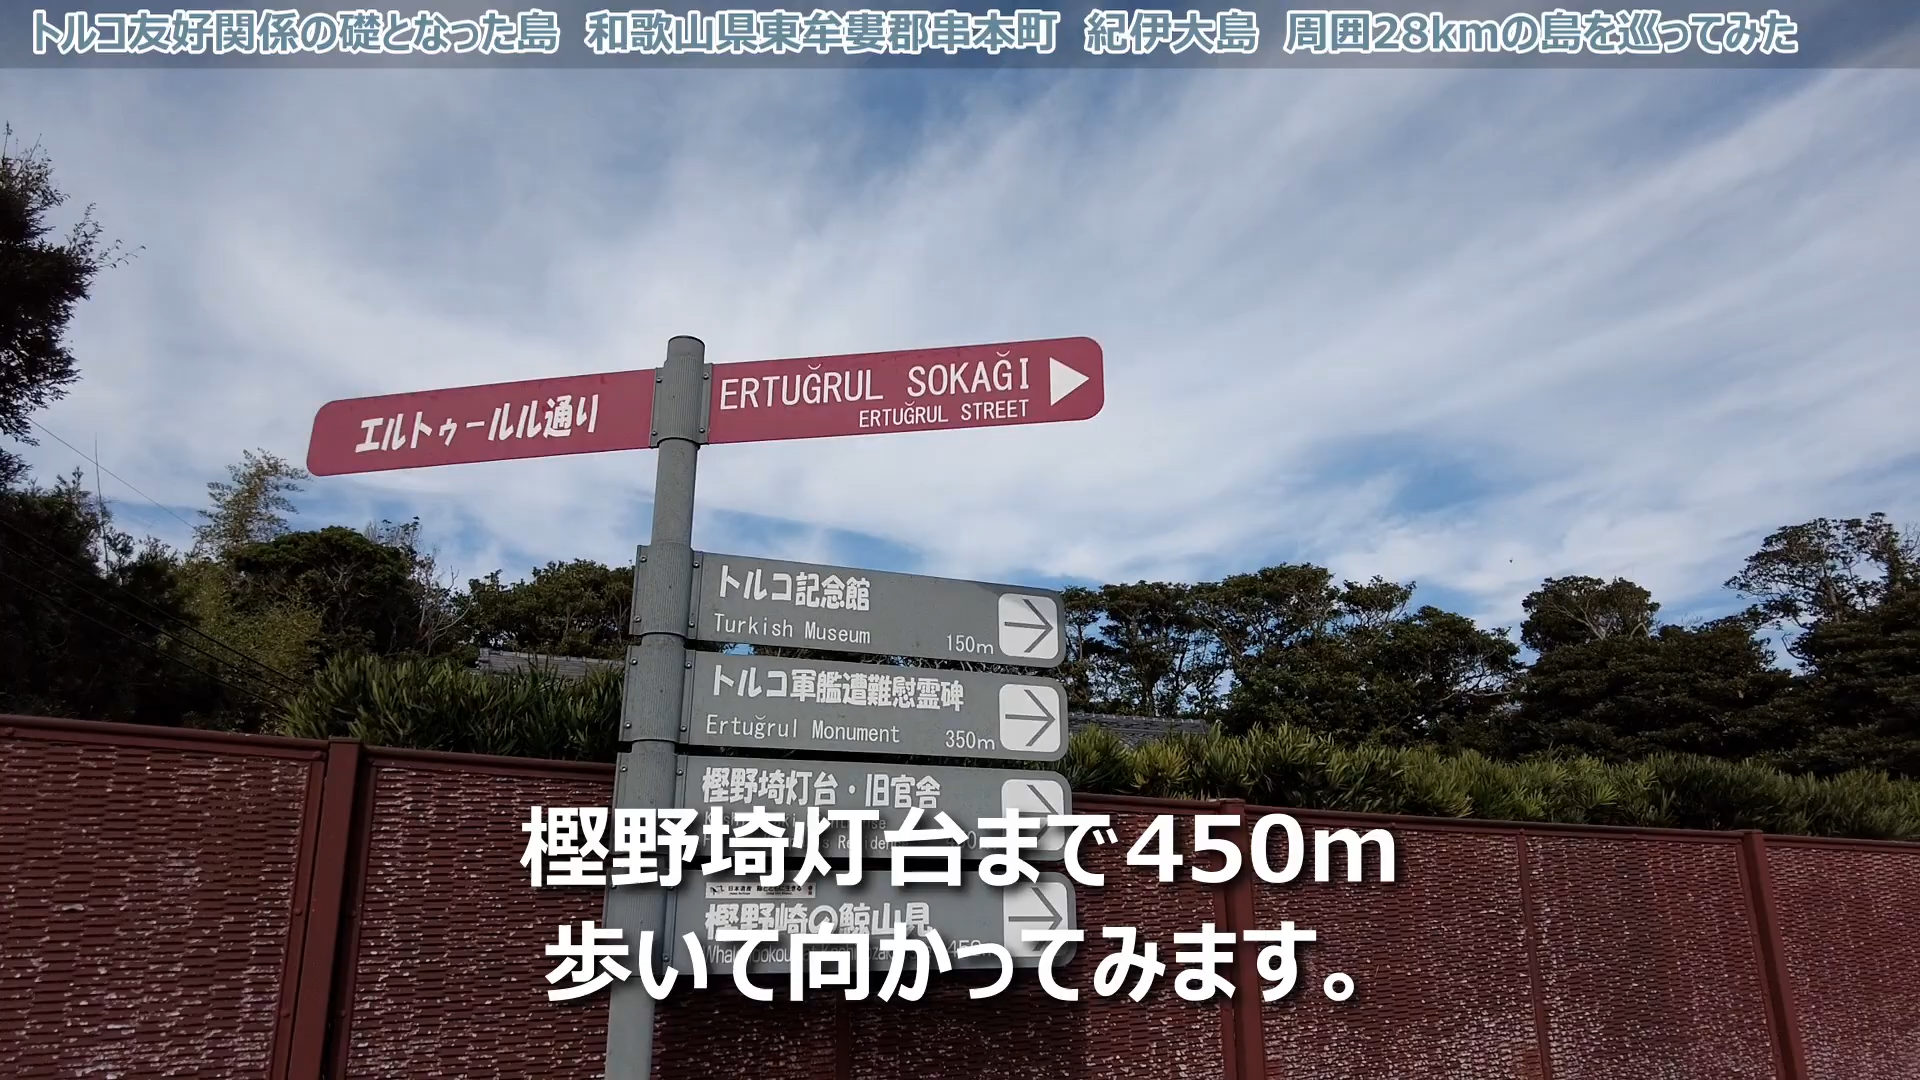 トルコ友好関係の礎となった島 和歌山県東牟婁郡串本町 紀伊大島 周囲28kmの島を巡ってみた
エルトゥールル通り
ERTUĞRUL SOKAĞI
ERTUĞRUL STREET
トルコ記念館
Turkish Museum 150m
トルコ軍艦遭難慰霊碑
Ertuğrul Monument 350m
樫野埼灯台・旧官舎
樫野埼灯台まで450m
樫野崎の鯨山見
歩いて向かってみます。